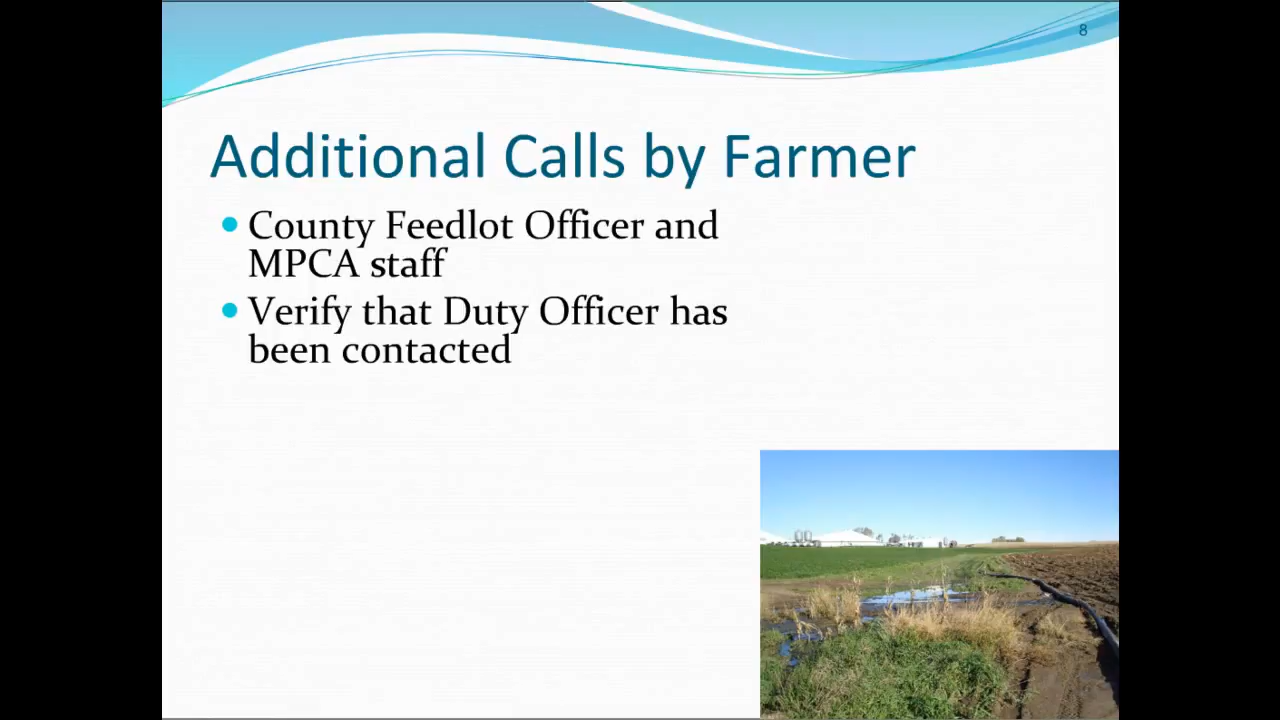 8
Additional Calls by Farmer
• County Feedlot Officer and
MPCA staff
• Verify that Duty Officer has
been contacted